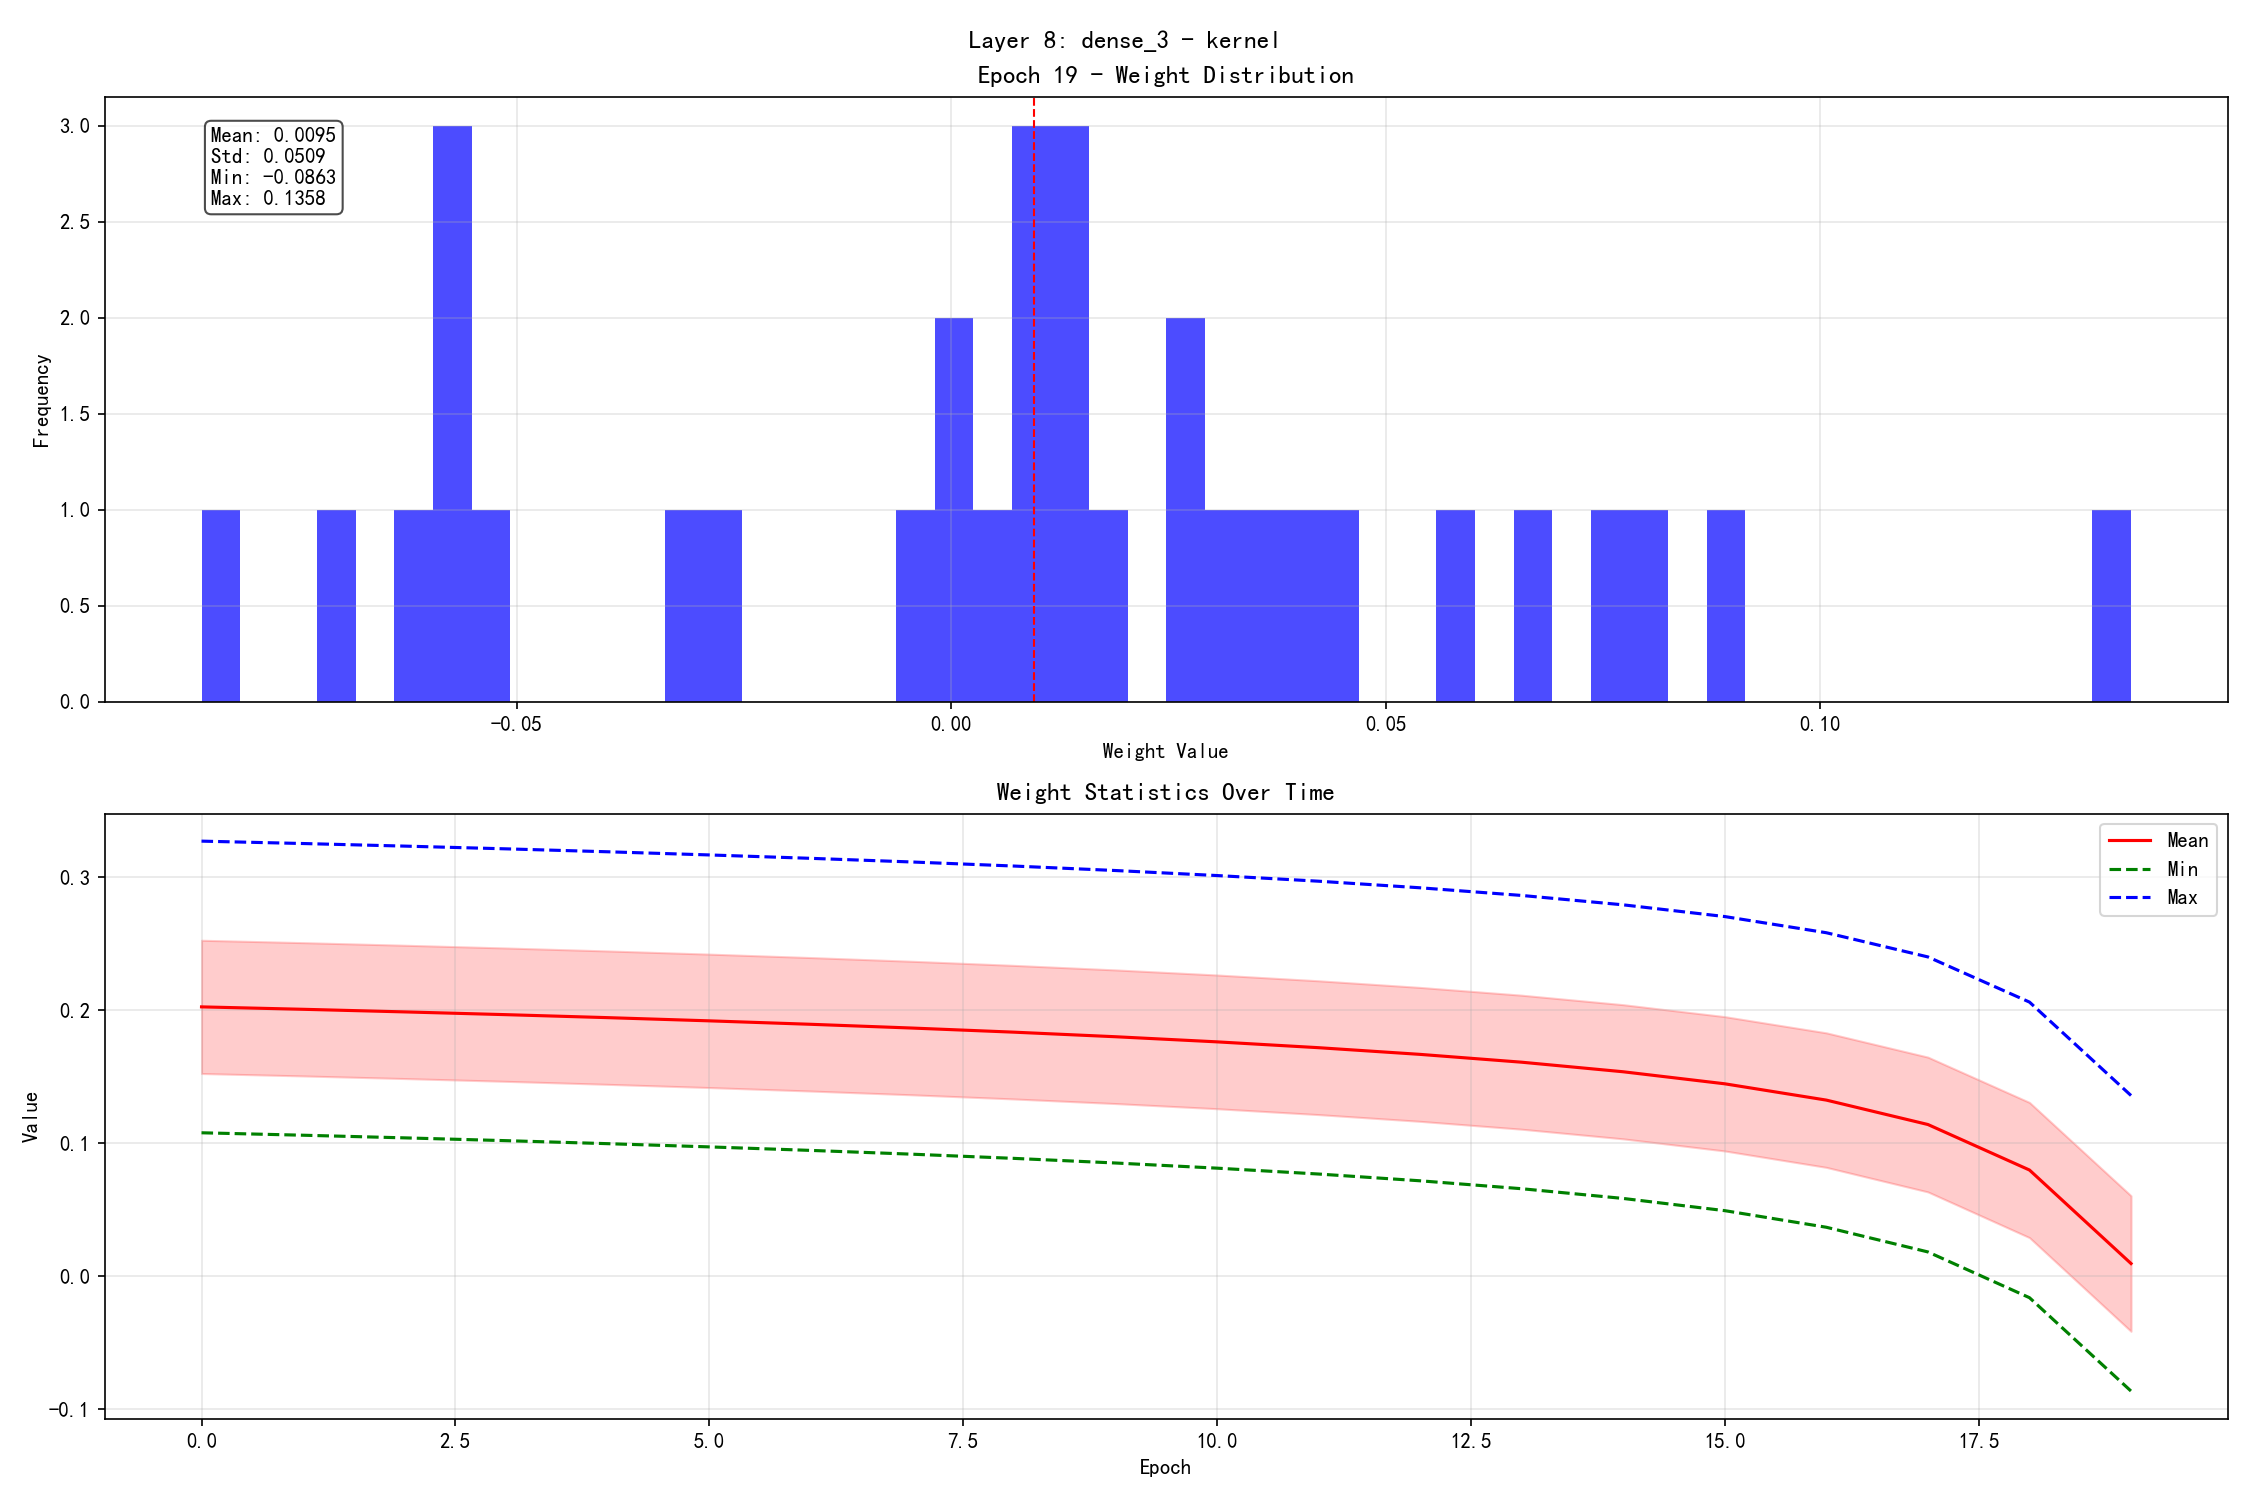 Layer 8: dense_3 - kernel
Epoch 19 - Weight Distribution
Mean: 0.0095
Std: 0.0509
Min: -0.0863
Max: 0.1358
3.0
2.5
2.0
1.5
1.0
0.5
0.0
Frequency
-0.05
0.00
0.05
0.10
Weight Value
Weight Statistics Over Time
Mean
Min
Max
0.3
0.2
0.1
0.0
-0.1
Value
0.0
2.5
5.0
7.5
10.0
12.5
15.0
17.5
Epoch